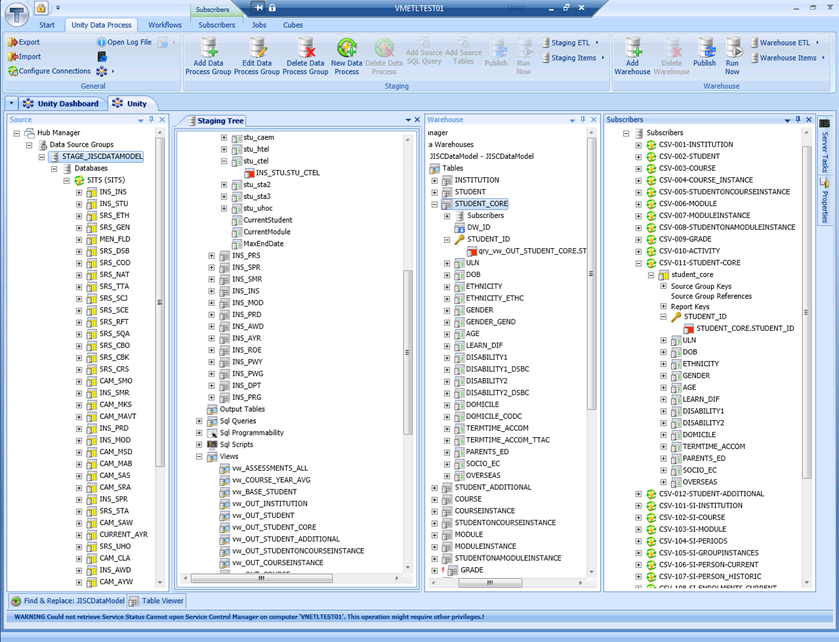 Subscribers
VMETLTEST01
Start
Unity Data Process
Workflows
Subscribers
Jobs
Cubes
Export
Import
Configure Connections
Open Log File
General
Add Data Process Group
Edit Data Process Group
Delete Data Process Group
New Data Process
Delete Data Process
Add Source SQL Query
Add Source Tables
Publish
Run Now
Staging ETL
Staging Items
Staging
Add Warehouse
Delete Warehouse
Publish
Run Now
Warehouse ETL
Warehouse Items
Warehouse
Unity Dashboard
Unity
Source
Hub Manager
Data Source Groups
STAGE_JISCDATAMODEL
Databases
SITS (SITS)
INS_INS
INS_STU
SRS_ETH
SRS_GEN
MEN_FLD
SRS_DSB
SRS_COD
SRS_NAT
SRS_TTA
SRS_SCJ
SRS_SCE
SRS_RFT
SRS_SQA
SRS_CBO
SRS_CBK
SRS_CRS
CAM_SMO
INS_SMR
CAM_MKS
CAM_MAVT
INS_PRD
INS_MOD
CAM_MSD
CAM_MAB
CAM_SAS
CAM_SRA
INS_SPR
SRS_STA
CAM_SAW
CURRENT_AYR
SRS_UHO
CAM_CLA
INS_AWD
CAM_AYW
Staging Tree
stu_caem
stu_htel
stu_ctel
INS_STU.STU_CTEL
stu_sta2
stu_sta3
stu_uhoc
CurrentStudent
CurrentModule
MaxEndDate
INS_PRS
INS_SPR
INS_SMR
INS_INS
INS_MOD
INS_PRD
INS_AWD
INS_AYR
INS_ROE
INS_PWY
INS_PWG
INS_DPT
INS_PRG
Output Tables
Sql Queries
Sql Programmability
Sql Scripts
Views
vw_ASSESSMENTS_ALL
vw_COURSE_YEAR_AVG
vw_BASE_STUDENT
vw_OUT_INSTITUTION
vw_OUT_STUDENT
vw_OUT_STUDENT_CORE
vw_OUT_STUDENT_ADDITIONAL
vw_OUT_STUDENTONCOURSEINSTANCE
vw_OUT_COURSEINSTANCE
Warehouse
anager
a Warehouses
JISCDataModel - JISCDataModel
Tables
INSTITUTION
STUDENT
STUDENT_CORE
Subscribers
DW_ID
STUDENT_ID
qry_vw_OUT_STUDENT_CORE.ST
ULN
DOB
ETHNICITY
ETHNICITY_ETHC
GENDER
GENDER_GEND
AGE
LEARN_DIF
DISABILITY1
DISABILITY1_DSBC
DISABILITY2
DISABILITY2_DSBC
DOMICILE
DOMICILE_CODC
TERMTIME_ACCOM
TERMTIME_ACCOM_TTAC
PARENTS_ED
SOCIO_EC
OVERSEAS
STUDENT_ADDITIONAL
COURSE
COURSEINSTANCE
STUDENTONCOURSEINSTANCE
MODULE
MODULEINSTANCE
STUDENTONAMODULEINSTANCE
GRADE
Subscribers
Subscribers
CSV-001-INSTITUTION
CSV-002-STUDENT
CSV-003-COURSE
CSV-004-COURSE_INSTANCE
CSV-005-STUDENTONCOURSEINSTANCE
CSV-006-MODULE
CSV-007-MODULEINSTANCE
CSV-008-STUDENTONAMODULEINSTANCE
CSV-009-GRADE
CSV-010-ACTIVITY
CSV-011-STUDENT-CORE
student_core
Source Group Keys
Source Group References
Report Keys
STUDENT_ID
STUDENT_CORE.STUDENT_ID
ULN
DOB
ETHNICITY
GENDER
AGE
LEARN_DIF
DISABILITY1
DISABILITY2
DOMICILE
TERMTIME_ACCOM
PARENTS_ED
SOCIO_EC
OVERSEAS
CSV-012-STUDENT-ADDITIONAL
CSV-101-SI-INSTITUTION
CSV-102-SI-COURSE
CSV-103-SI-MODULE
CSV-104-SI-PERIODS
CSV-105-SI-GROUPINSTANCES
CSV-106-SI-PERSON-CURRENT
CSV-107-SI-PERSON_HISTORIC
CSV-108-SI-ENROLMENTS_CURRENT
Server Tasks
Properties
Find & Replace: JISCDataModel
Table Viewer
WARNING Could not retrieve Service Status Cannot open Service Control Manager on computer 'VNETLTEST01'. This operation might require other privileges.!